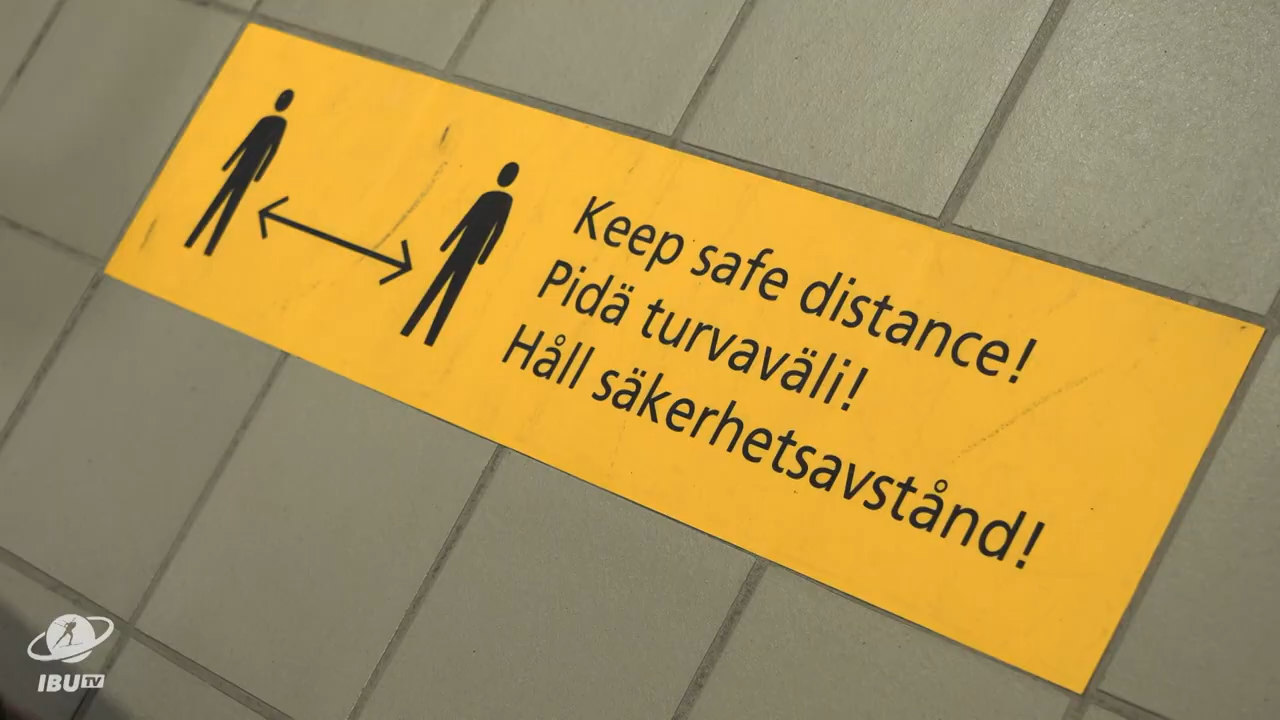 Keep safe distance!
Pidä turvaväli!
Håll säkerhetsavstånd!
IBU TV